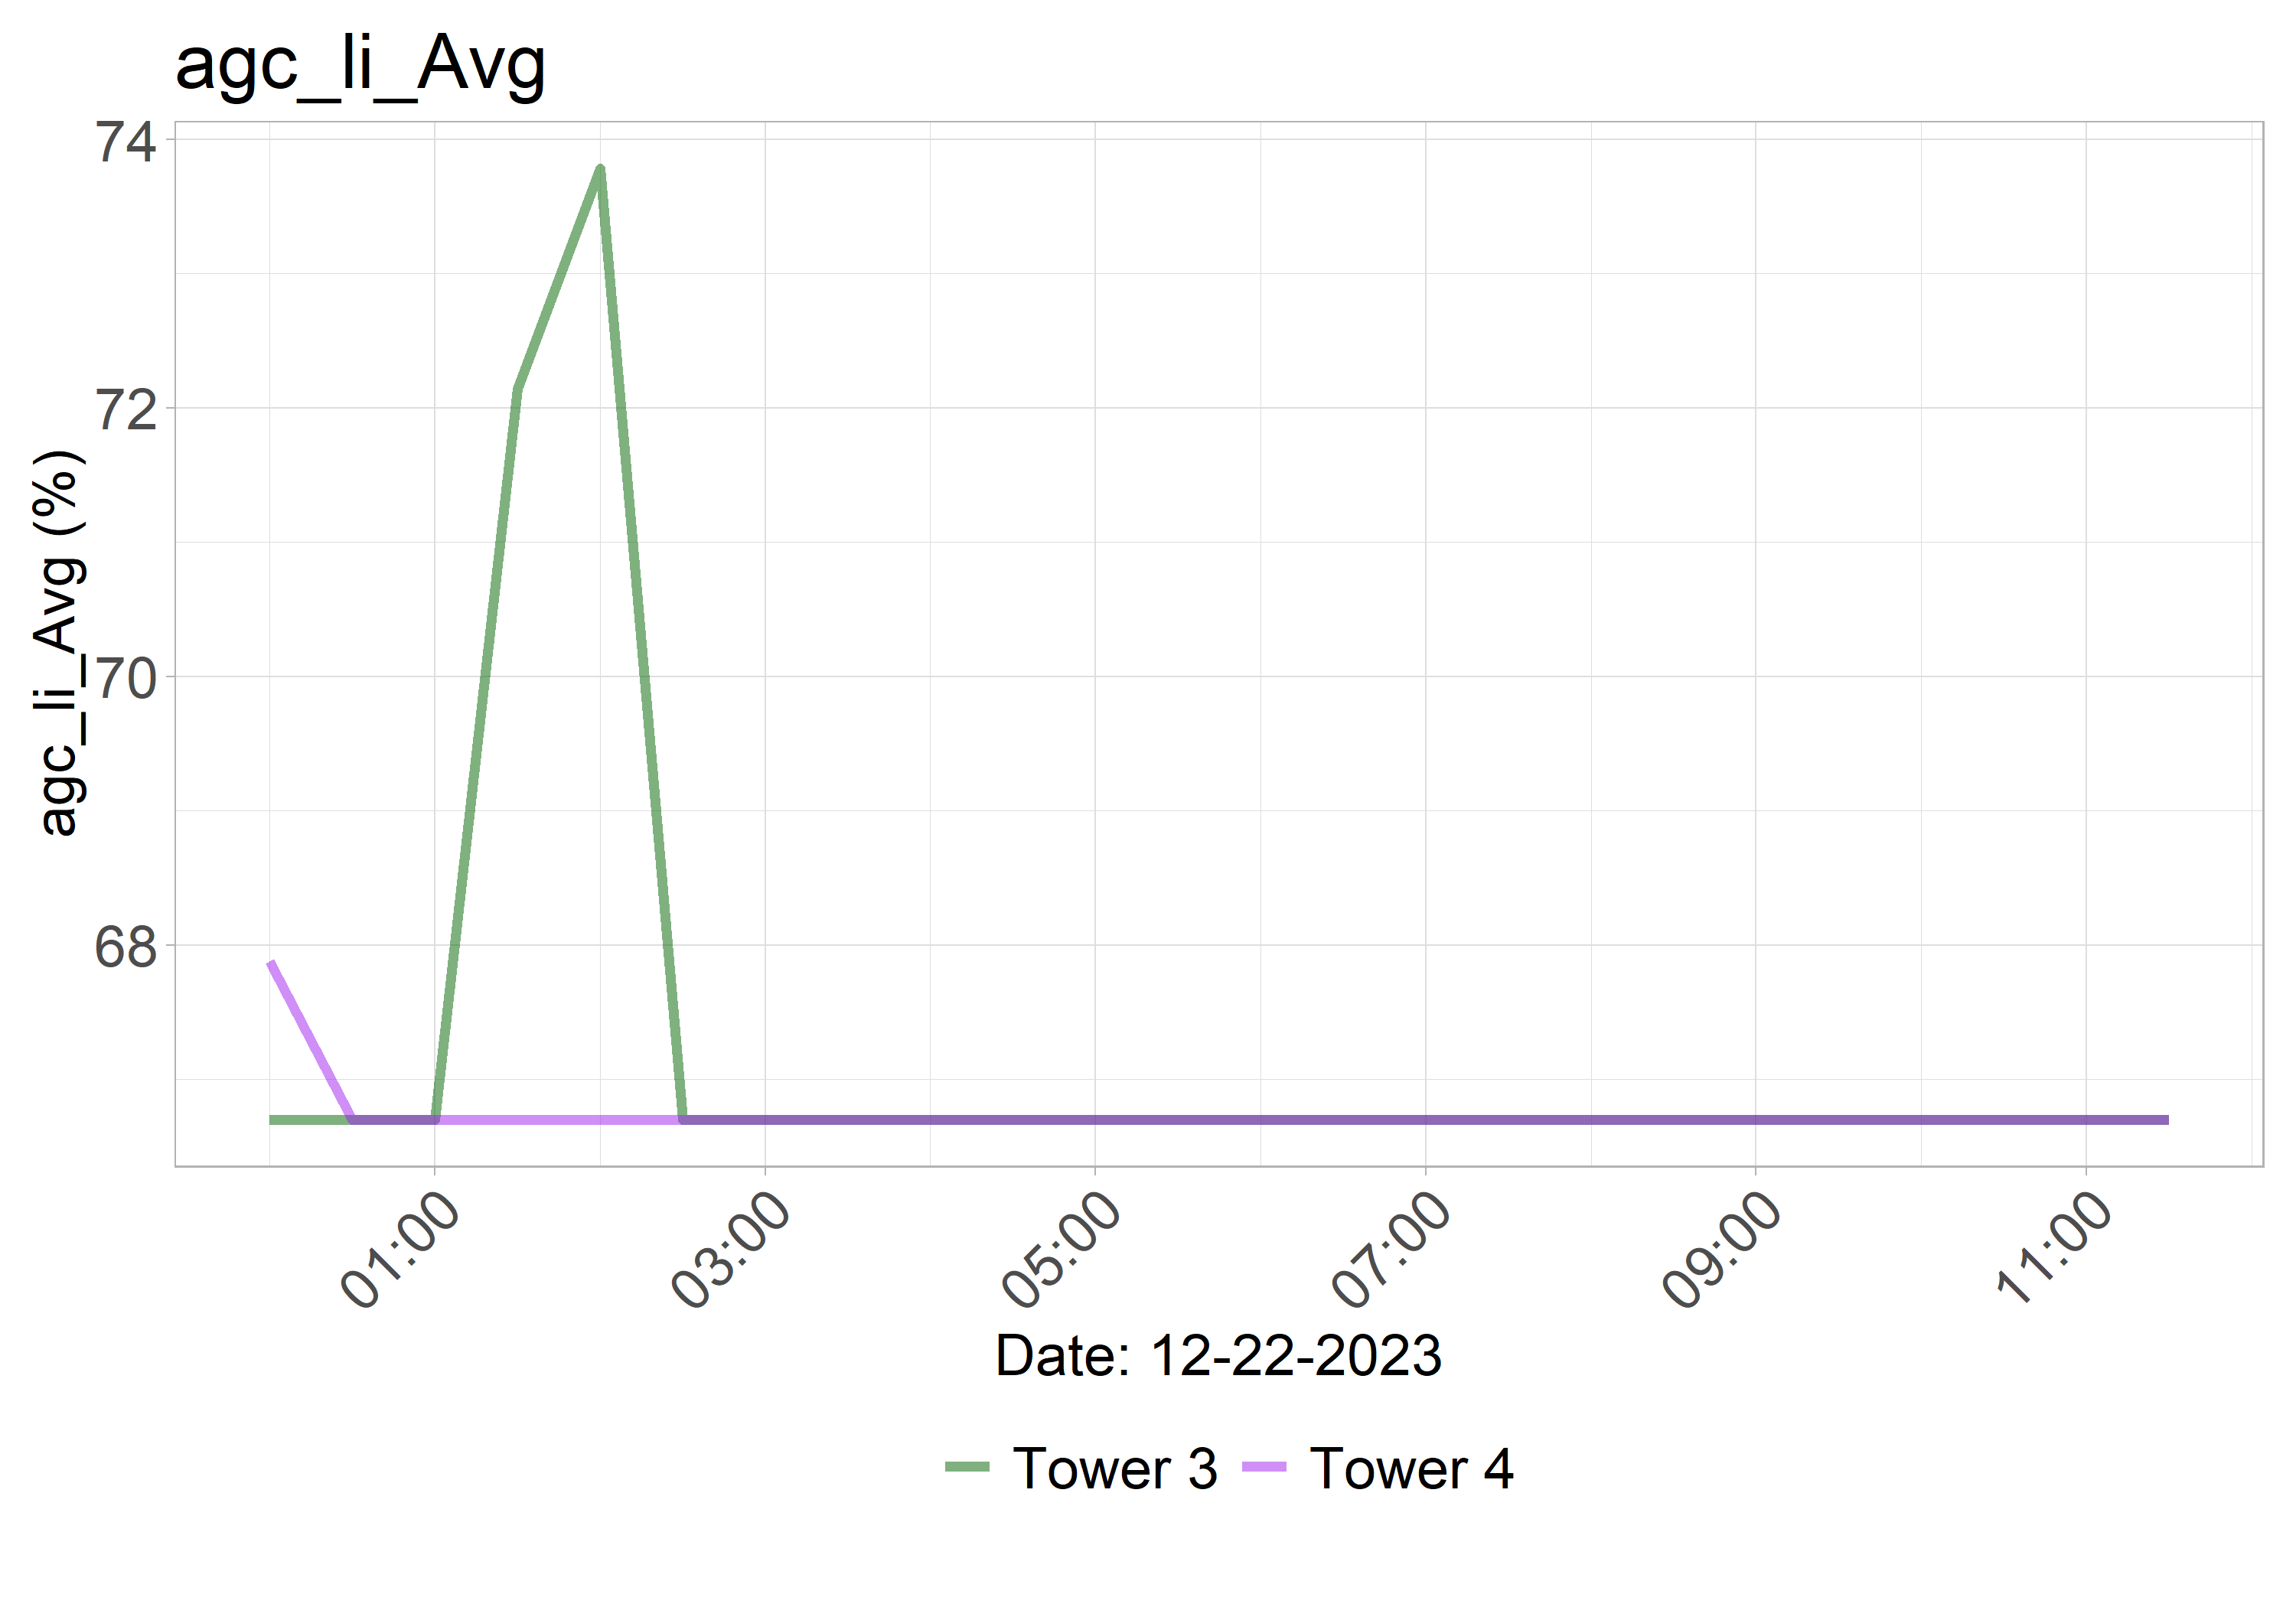 agc_li_Avg
74
72
70
68
agc_li_Avg (%)
01:00 03:00 05:00 07:00 09:00 11:00
Date: 12-22-2023
Tower 3 Tower 4